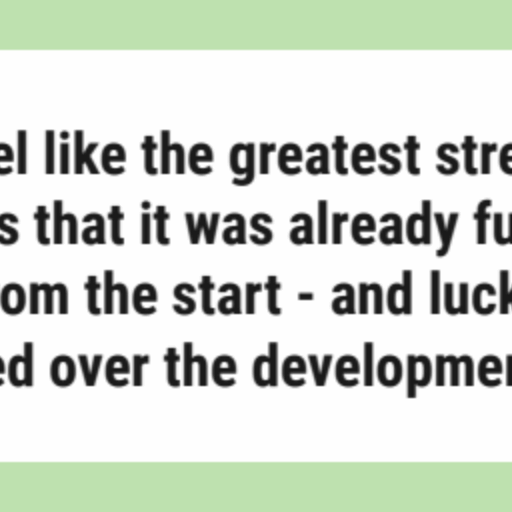 el like the greatest stre
s that it was already fu
om the start - and luck
ed over the developmen